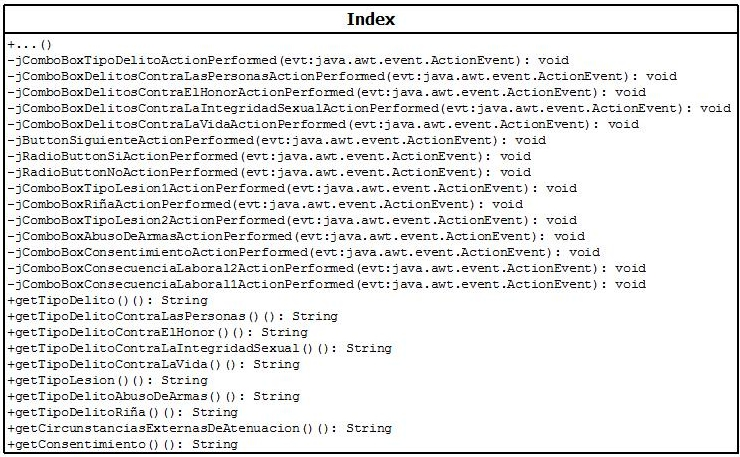 Index
+...()
-jComboBoxTipoDelitoActionPerformed(evt:java.awt.event.ActionEvent): void
-jComboBoxDelitosContraLasPersonasActionPerformed(evt:java.awt.event.ActionEvent): void
-jComboBoxDelitosContraElHonorActionPerformed(evt:java.awt.event.ActionEvent): void
-jComboBoxDelitosContraLaIntegridadSexualActionPerformed(evt:java.awt.event.ActionEvent): void
-jComboBoxDelitosContraLaVidaActionPerformed(evt:java.awt.event.ActionEvent): void
-jButtonSiguienteActionPerformed(evt:java.awt.event.ActionEvent): void
-jRadioButtonSiActionPerformed(evt:java.awt.event.ActionEvent): void
-jRadioButtonNoActionPerformed(evt:java.awt.event.ActionEvent): void
-jComboBoxTipoLesion1ActionPerformed(evt:java.awt.event.ActionEvent): void
-jComboBoxRiñaActionPerformed(evt:java.awt.event.ActionEvent): void
-jComboBoxTipoLesion2ActionPerformed(evt:java.awt.event.ActionEvent): void
-jComboBoxAbusoDeArmasActionPerformed(evt:java.awt.event.ActionEvent): void
-jComboBoxConsentimientoActionPerformed(evt:java.awt.event.ActionEvent): void
-jComboBoxConsecuenciaLaboral2ActionPerformed(evt:java.awt.event.ActionEvent): void
-jComboBoxConsecuenciaLaboral1ActionPerformed(evt:java.awt.event.ActionEvent): void
+getTipoDelito()(): String
+getTipoDelitoContraLasPersonas()(): String
+getTipoDelitoContraElHonor()(): String
+getTipoDelitoContraLaIntegridadSexual()(): String
+getTipoDelitoContraLaVida()(): String
+getTipoLesion()(): String
+getTipoDelitoAbusoDeArmas()(): String
+getTipoDelitoRiña()(): String
+getCircunstanciasExternasDeAtenuacion()(): String
+getConsentimiento()(): String